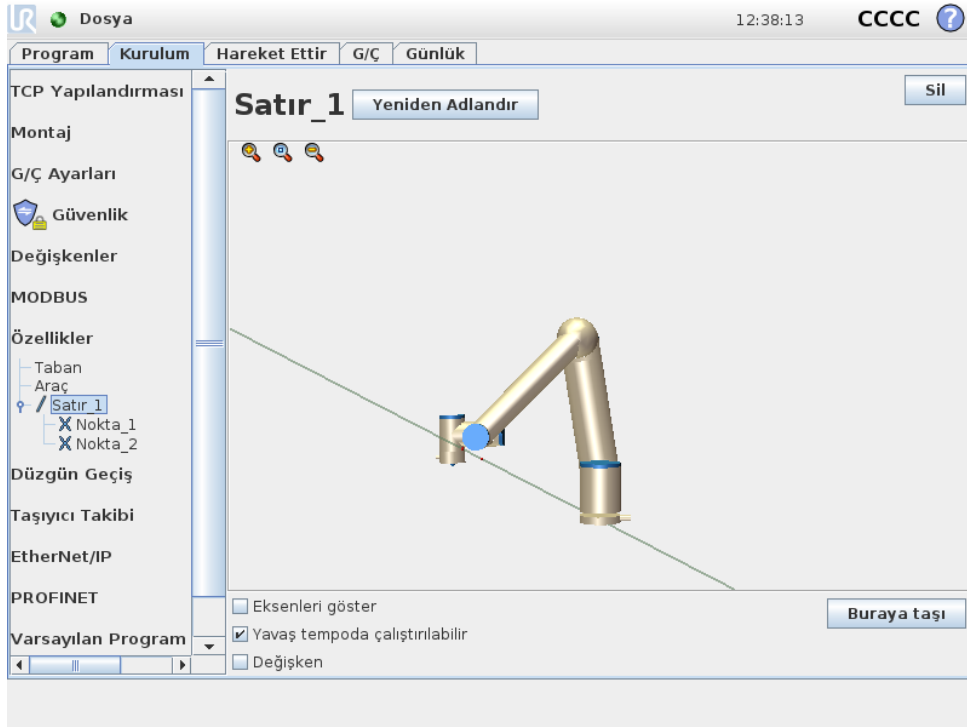 UR Dosya 12:38:13 CCCC ?
Program Kurulum Hareket Ettir G/Ç Günlük
TCP Yapılandırması
Montaj
G/Ç Ayarları
Güvenlik
Değişkenler
MODBUS
Özellikler
Taban
Araç
Satır_1
Nokta_1
Nokta_2
Düzgün Geçiş
Taşıyıcı Takibi
EtherNet/IP
PROFINET
Varsayılan Program
Satır_1 Yeniden Adlandır Sil
Eksenleri göster
Yavaş tempoda çalıştırılabilir
Değişken
Buraya taşı